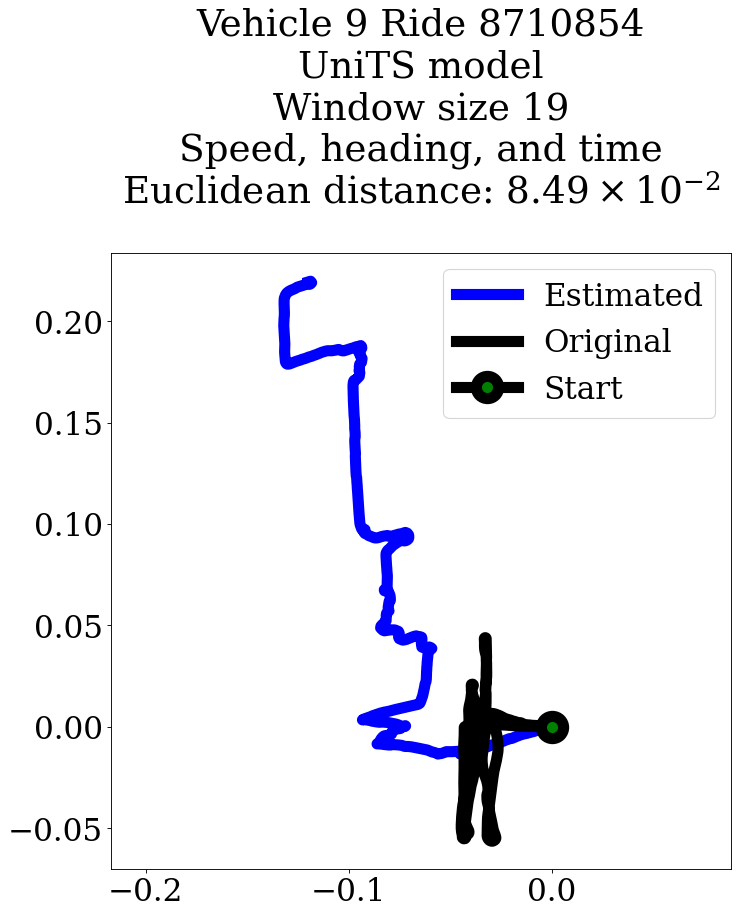 Vehicle 9 Ride 8710854
UniTS model
Window size 19
Speed, heading, and time
Euclidean distance: 8.49 × 10⁻²
Estimated
Original
Start
0.20
0.15
0.10
0.05
0.00
−0.05
−0.2
−0.1
0.0